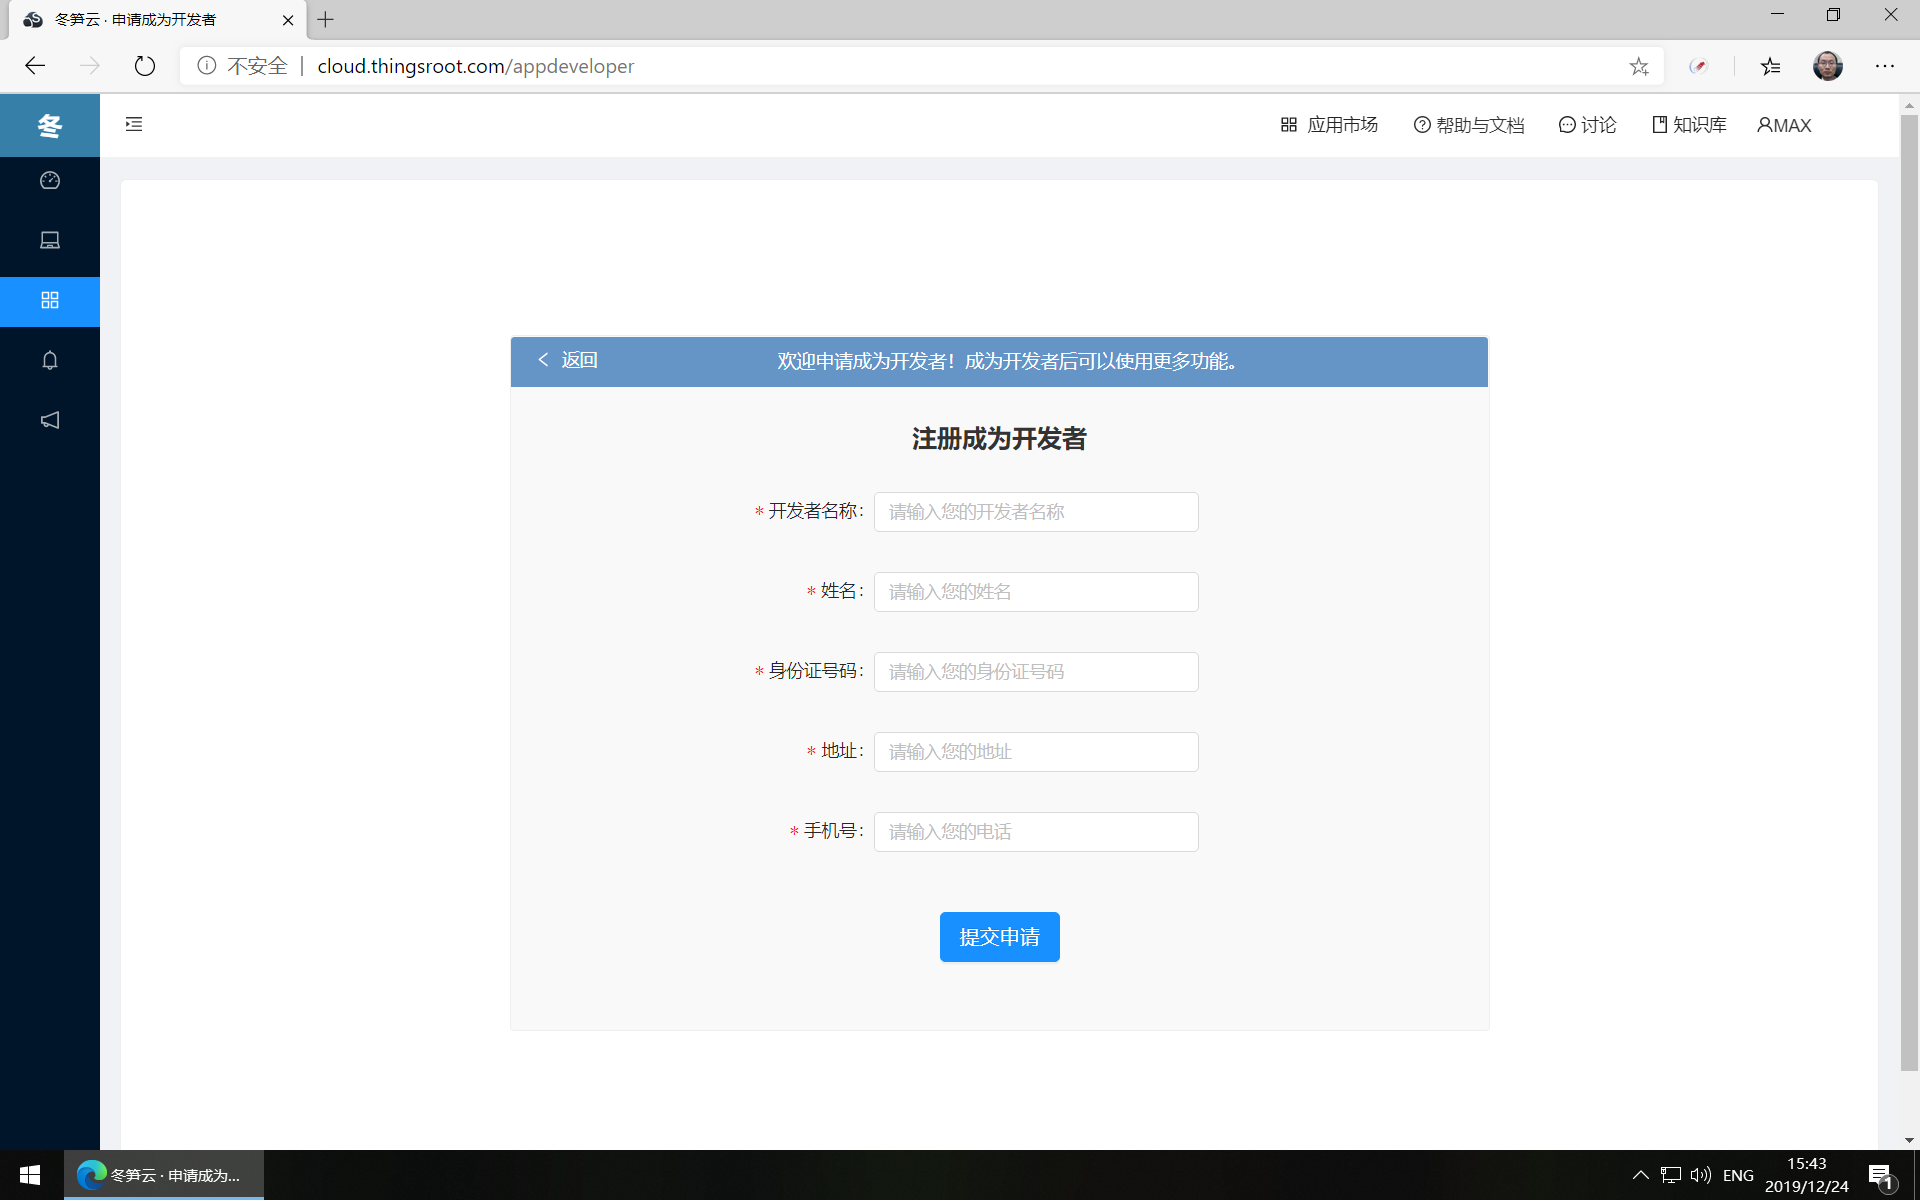 冬笋云 · 申请成为开发者
不安全
cloud.thingsroot.com/appdeveloper
冬
应用市场
帮助与文档
讨论
知识库
MAX
返回
欢迎申请成为开发者！成为开发者后可以使用更多功能。
注册成为开发者
* 开发者名称：
请输入您的开发者名称
* 姓名：
请输入您的姓名
* 身份证号码：
请输入您的身份证号码
* 地址：
请输入您的地址
* 手机号：
请输入您的电话
提交申请
冬笋云 · 申请成为...
ENG
15:43
2019/12/24
1